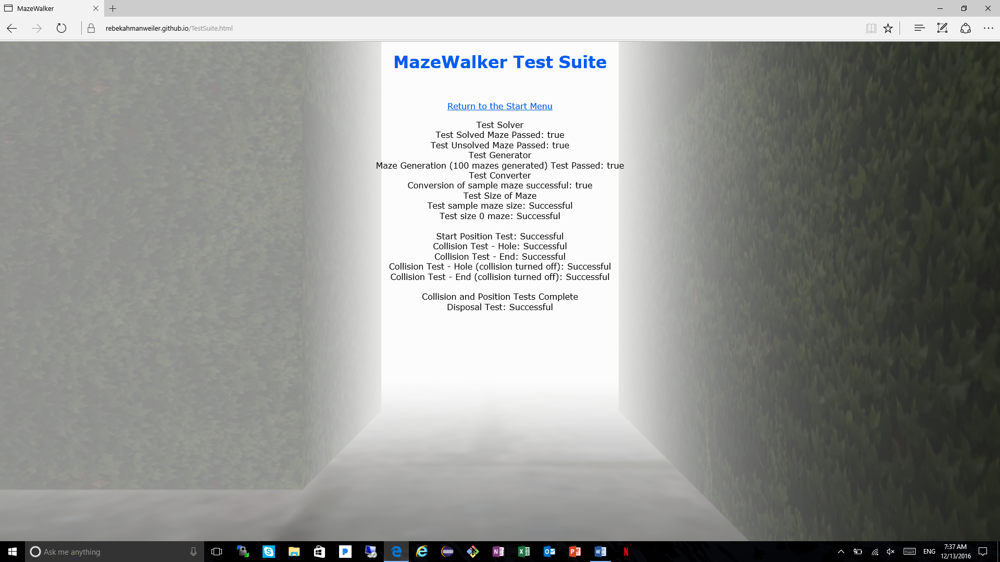 MazeWalker
rebekahmanweiler.github.io/TestSuite.html
MazeWalker Test Suite
Return to the Start Menu
Test Solver
Test Solved Maze Passed: true
Test Unsolved Maze Passed: true
Test Generator
Maze Generation (100 mazes generated) Test Passed: true
Test Converter
Conversion of sample maze successful: true
Test Size of Maze
Test sample maze size: Successful
Test size 0 maze: Successful
Start Position Test: Successful
Collision Test - Hole: Successful
Collision Test - End: Successful
Collision Test - Hole (collision turned off): Successful
Collision Test - End (collision turned off): Successful
Collision and Position Tests Complete
Disposal Test: Successful
Ask me anything
ENG
7:37 AM
12/13/2016